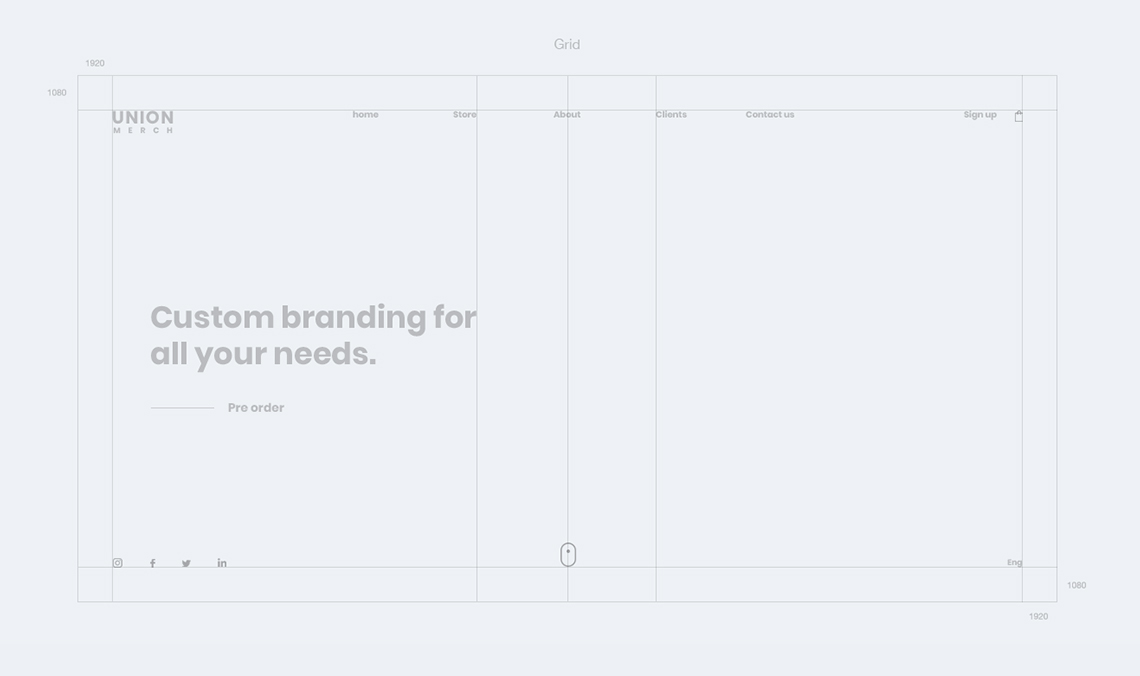 Grid
1920
1080
UNION
MERCH
home Store About Clients Contact us Sign up
Custom branding for
all your needs.
Pre order
Eng
1080
1920